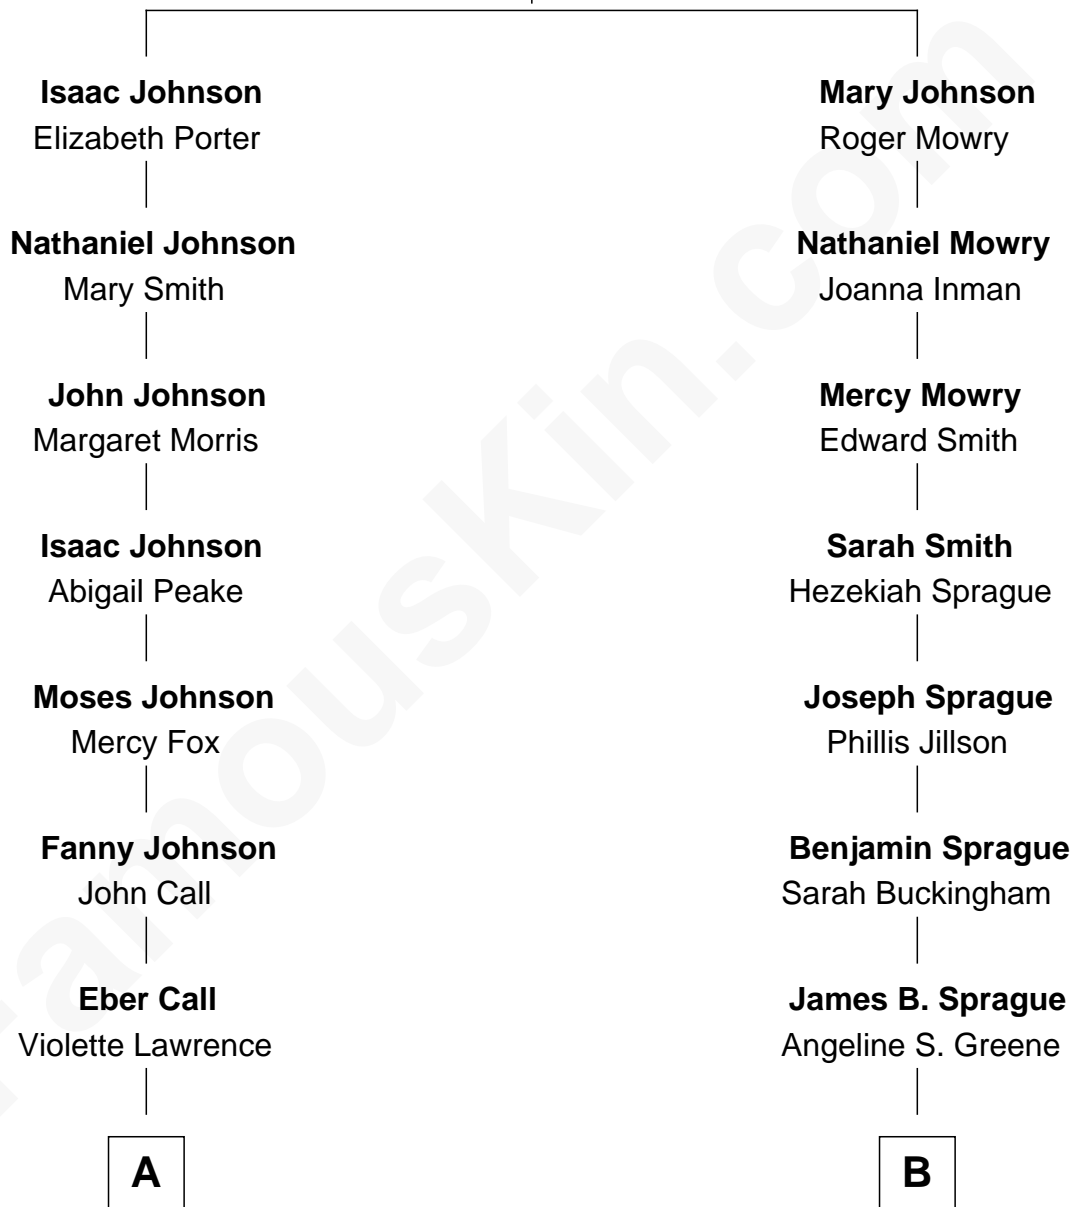 Isaac Johnson
Elizabeth Porter
Nathaniel Johnson
Mary Smith
John Johnson
Margaret Morris
Isaac Johnson
Abigail Peake
Moses Johnson
Mercy Fox
Fanny Johnson
John Call
Eber Call
Violette Lawrence
A
Mary Johnson
Roger Mowry
Nathaniel Mowry
Joanna Inman
Mercy Mowry
Edward Smith
Sarah Smith
Hezekiah Sprague
Joseph Sprague
Phillis Jillson
Benjamin Sprague
Sarah Buckingham
James B. Sprague
Angeline S. Greene
B
FamousKin.com